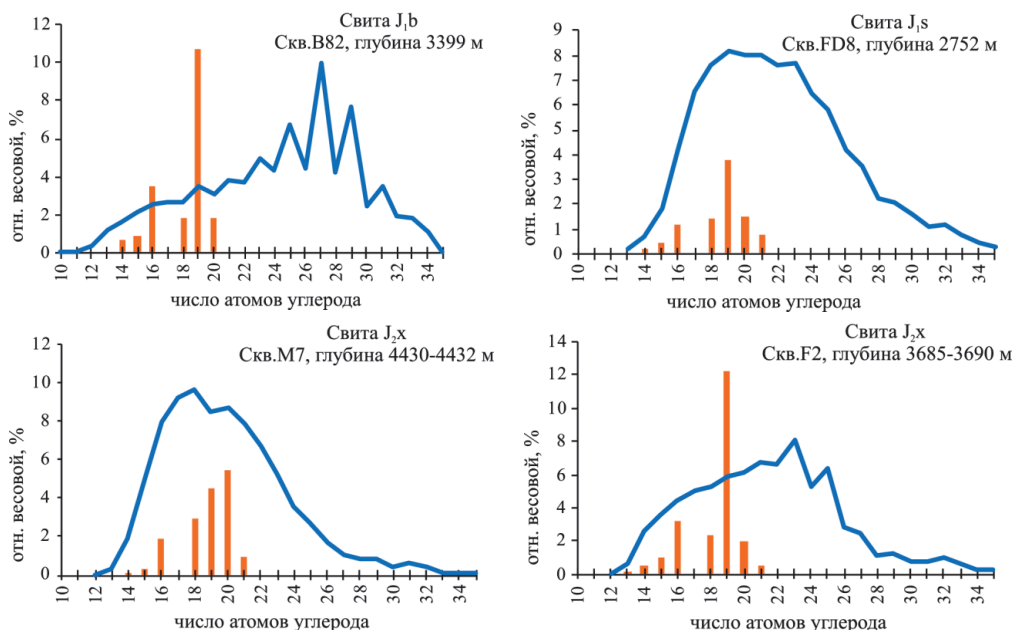 Свита J₁b
Скв.B82, глубина 3399 м
12
10
8
6
4
2
0
отн. весовой, %
10 12 14 16 18 20 22 24 26 28 30 32 34
число атомов углерода
Свита J₁s
Скв.FD8, глубина 2752 м
9
8
7
6
5
4
3
2
1
0
отн. весовой, %
10 12 14 16 18 20 22 24 26 28 30 32 34
число атомов углерода
Свита J₂x
Скв.M7, глубина 4430-4432 м
12
10
8
6
4
2
0
отн. весовой, %
10 12 14 16 18 20 22 24 26 28 30 32 34
число атомов углерода
Свита J₂x
Скв.F2, глубина 3685-3690 м
14
12
10
8
6
4
2
0
отн. весовой, %
10 12 14 16 18 20 22 24 26 28 30 32 34
число атомов углерода